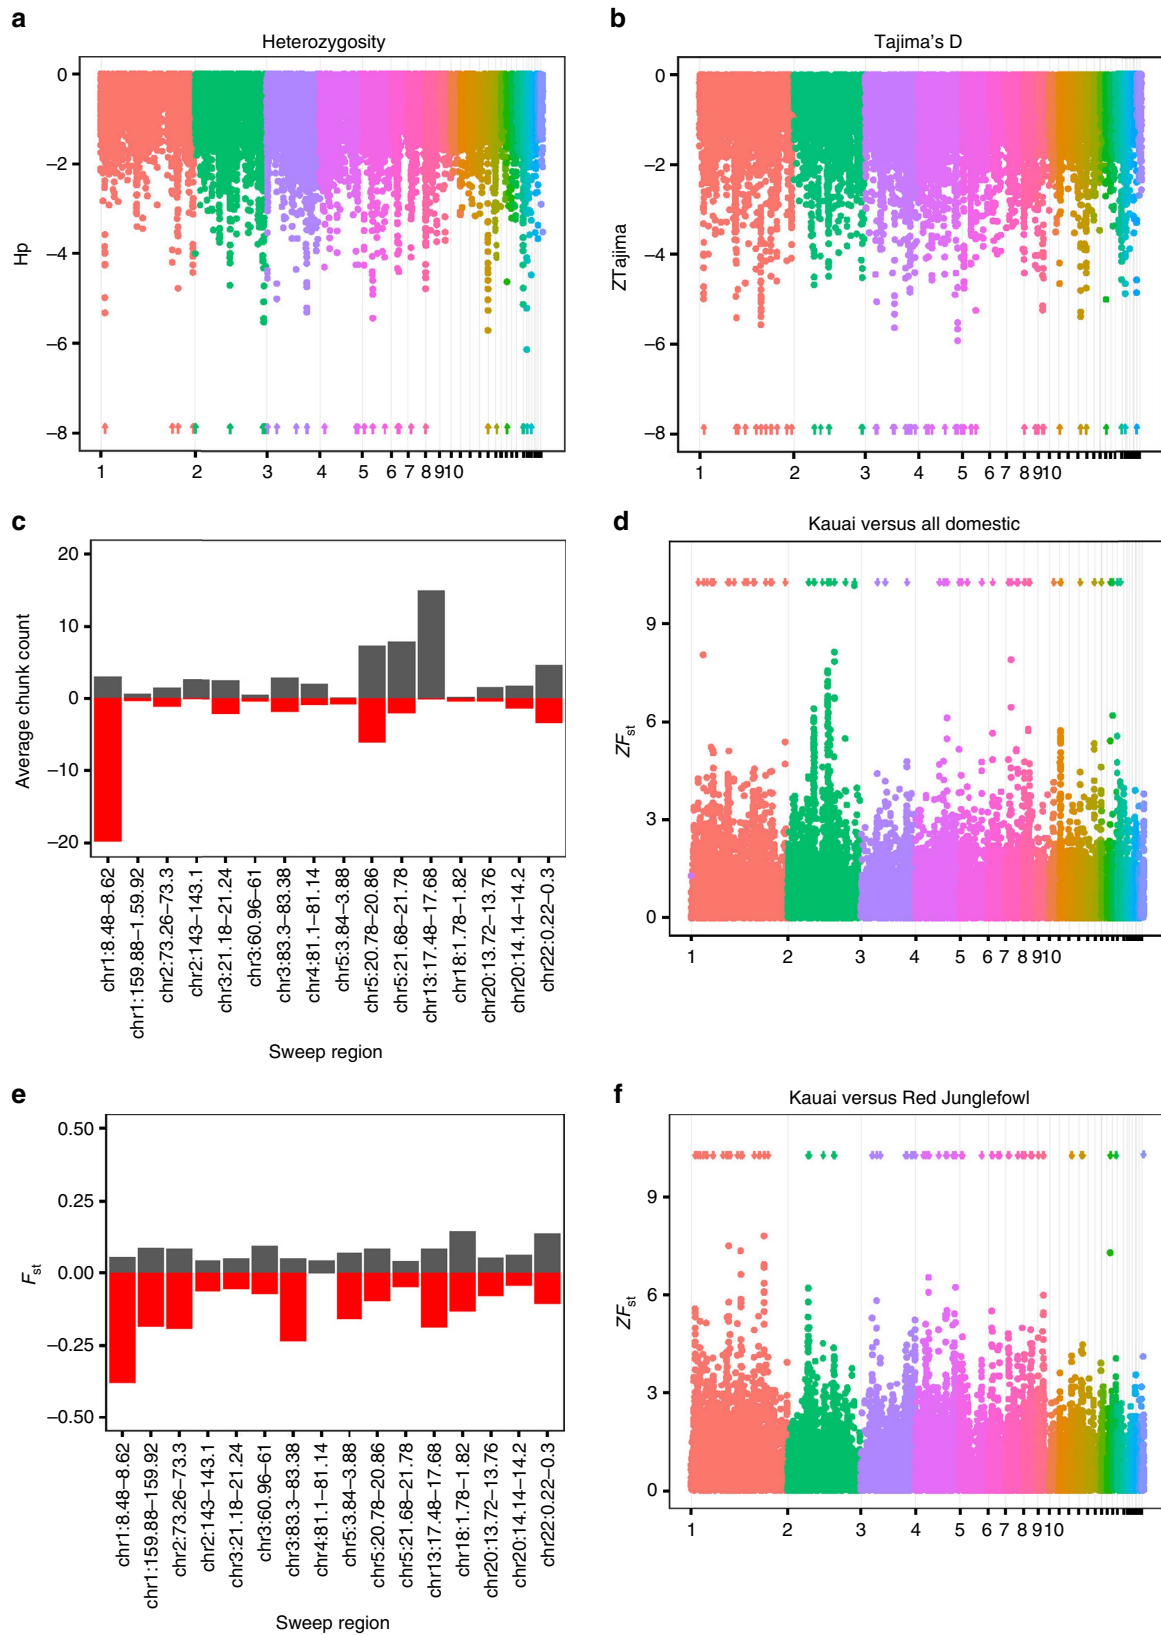 a
Heterozygosity
0
−2
−4
−6
−8
Hp
1 2 3 4 5 6 7 8 910
b
Tajima’s D
0
−2
−4
−6
−8
ZTajima
1 2 3 4 5 6 7 8 910
c
20
10
0
−10
−20
Average chunk count
chr1:8.48–8.62
chr1:159.88–1.59.92
chr2:73.26–73.3
chr2:143–143.1
chr3:21.18–21.24
chr3:60.96–61
chr3:83.3–83.38
chr4:81.1–81.14
chr5:3.84–3.88
chr5:20.78–20.86
chr5:21.68–21.78
chr13:17.48–17.68
chr18:1.78–1.82
chr20:13.72–13.76
chr20:14.14–14.2
chr22:0.22–0.3
Sweep region
d
Kauai versus all domestic
9
6
3
0
ZFst
1 2 3 4 5 6 7 8 910
e
0.50
0.25
0.00
−0.25
−0.50
Fst
chr1:8.48–8.62
chr1:159.88–159.92
chr2:73.26–73.3
chr2:143–143.1
chr3:21.18–21.24
chr3:60.96–61
chr3:83.3–83.38
chr4:81.1–81.14
chr5:3.84–3.88
chr5:20.78–20.86
chr5:21.68–21.78
chr13:17.48–17.68
chr18:1.78–1.82
chr20:13.72–13.76
chr20:14.14–14.2
chr22:0.22–0.3
Sweep region
f
Kauai versus Red Junglefowl
9
6
3
0
ZFst
1 2 3 4 5 6 7 8 910